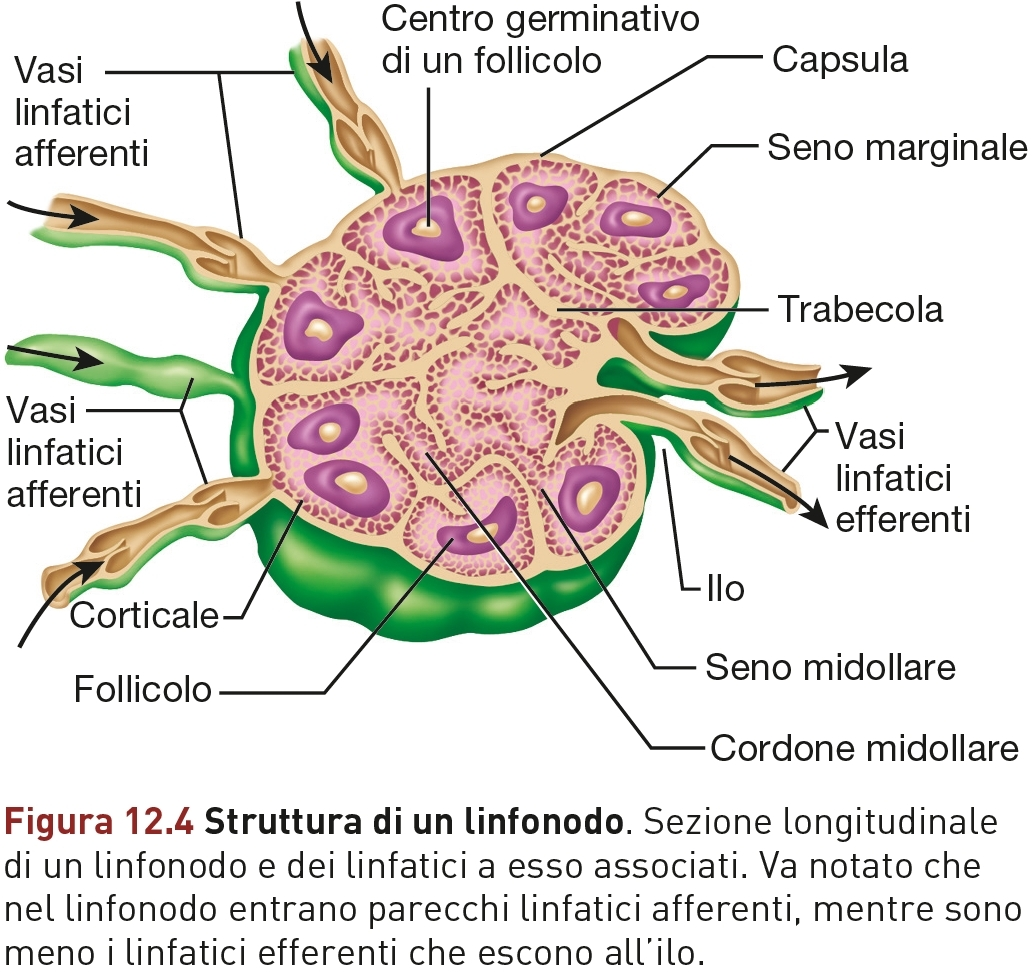 Centro germinativo
di un follicolo
Vasi
linfatici
afferenti
Capsula
Seno marginale
Trabecola
Vasi
linfatici
afferenti
Vasi
linfatici
efferenti
Ilo
Corticale
Seno midollare
Follicolo
Cordone midollare
Figura 12.4 Struttura di un linfonodo. Sezione longitudinale
di un linfonodo e dei linfatici a esso associati. Va notato che
nel linfonodo entrano parecchi linfatici afferenti, mentre sono
meno i linfatici efferenti che escono all'ilo.